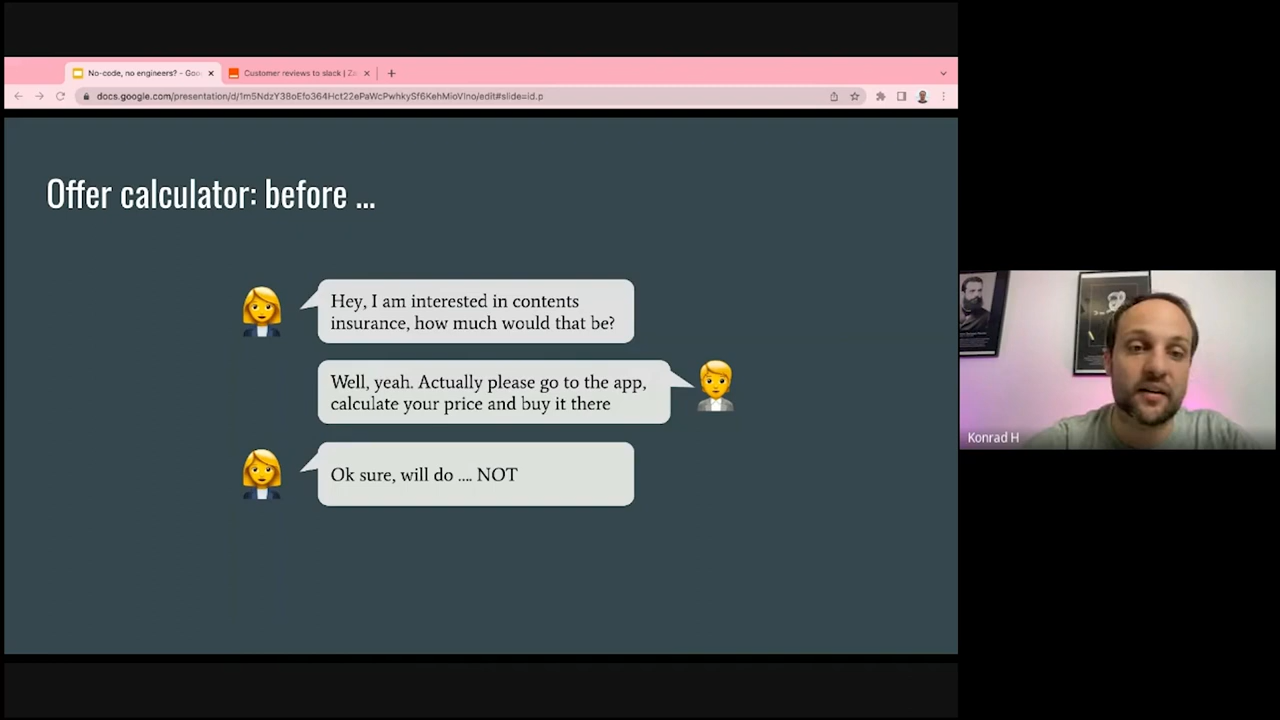 No-code, no engineers? - Goo
Customer reviews to slack | Za
docs.google.com/presentation/d/1m5NdzY38oEfo364Hct22ePaWcPwhkySf6KehMioVlno/edit#slide=id.p
Offer calculator: before ...
Hey, I am interested in contents
insurance, how much would that be?
Well, yeah. Actually please go to the app,
calculate your price and buy it there
Ok sure, will do .... NOT
Konrad H